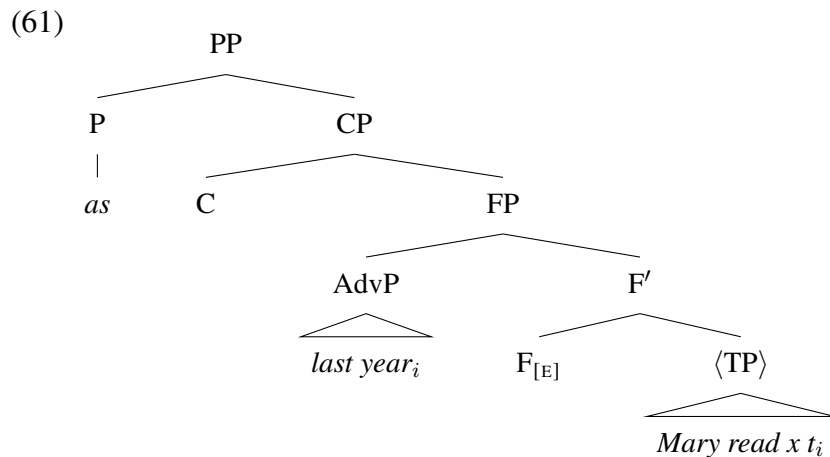 (61)
PP
P CP
as C FP
AdvP F′
last yearᵢ F[E] ⟨TP⟩
Mary read x tᵢ